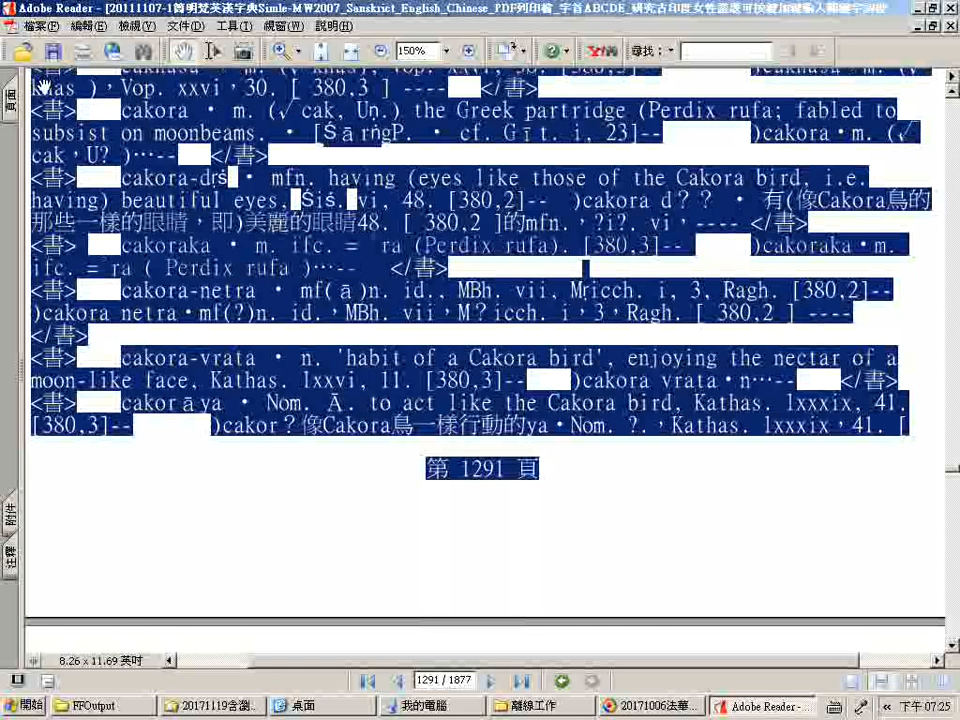 Adobe Reader - [20111107-1簡明梵英漢字典Simle-MW2007_Sanskrict_English_Chinese_PDF列印檔_字首ABCDE_研究古印度女性
檔案(F) 編輯(E) 檢視(V) 文件(D) 工具(T) 視窗(W) 說明(H)
150% 尋找：
khas ), Vop. xxvi, 30. [ 380,3 ] ---- </書>
<書> cakora • m. (√ cak, Uṇ.) the Greek partridge (Perdix rufa; fabled to
subsist on moonbeams. • [ŚārṅgP. • cf. Gīt. i, 23]-- )cakora•m. (√
cak，U? )…-- </書>
<書> cakora-dṛś • mfn. having (eyes like those of the Cakora bird, i.e.
having) beautiful eyes, Śiś. vi, 48. [380,2]-- )cakora d？？ • 有(像Cakora鳥的
那些一樣的眼睛，即)美麗的眼睛48. [ 380,2 ]的mfn.，?i?. vi，---- </書>
<書> cakoraka • m. ifc. = ra (Perdix rufa). [380,3]-- )cakoraka•m.
ifc. = ra ( Perdix rufa )…-- </書>
<書> cakora-netra • mf(ā)n. id., MBh. vii, Mṛicch. i, 3, Ragh. [380,2]--
)cakora netra•mf(?)n. id.，MBh. vii，M？icch. i，3，Ragh. [ 380,2 ] ----
</書>
<書> cakora-vrata • n. 'habit of a Cakora bird', enjoying the nectar of a
moon-like face, Kathas. lxxvi, 11. [380,3]-- )cakora vrata•n…-- </書>
<書> cakorāya • Nom. Ā. to act like the Cakora bird, Kathas. lxxxix, 41.
[380,3]-- )cakor？像Cakora鳥一樣行動的ya•Nom. ?.，Kathas. lxxxix，41. [
第 1291 頁
頁面
附件
注釋
8.26 x 11.69 英吋
1291 / 1877
開始 FFOutput 20171119含瀏... 桌面 我的電腦 離線工作 20171006法華... Adobe Reader - [... 下午 07:25